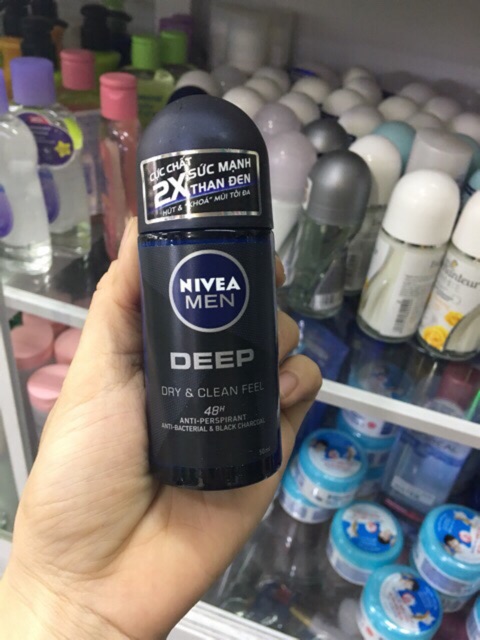 CỰC CHẤT
2X SỨC MẠNH
THAN ĐEN
HÚT & "KHOÁ" MÙI TỐI ĐA
NIVEA
MEN
DEEP
DRY & CLEAN FEEL
48H
ANTI-PERSPIRANT
ANTI-BACTERIAL & BLACK CHARCOAL
50ml